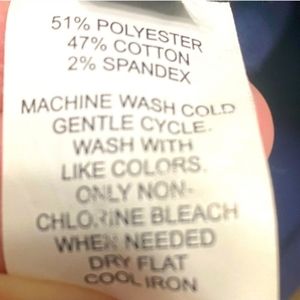 51% POLYESTER
47% COTTON
2% SPANDEX
MACHINE WASH COLD
GENTLE CYCLE.
WASH WITH
LIKE COLORS.
ONLY NON-
CHLORINE BLEACH
WHEN NEEDED
DRY FLAT
COOL IRON